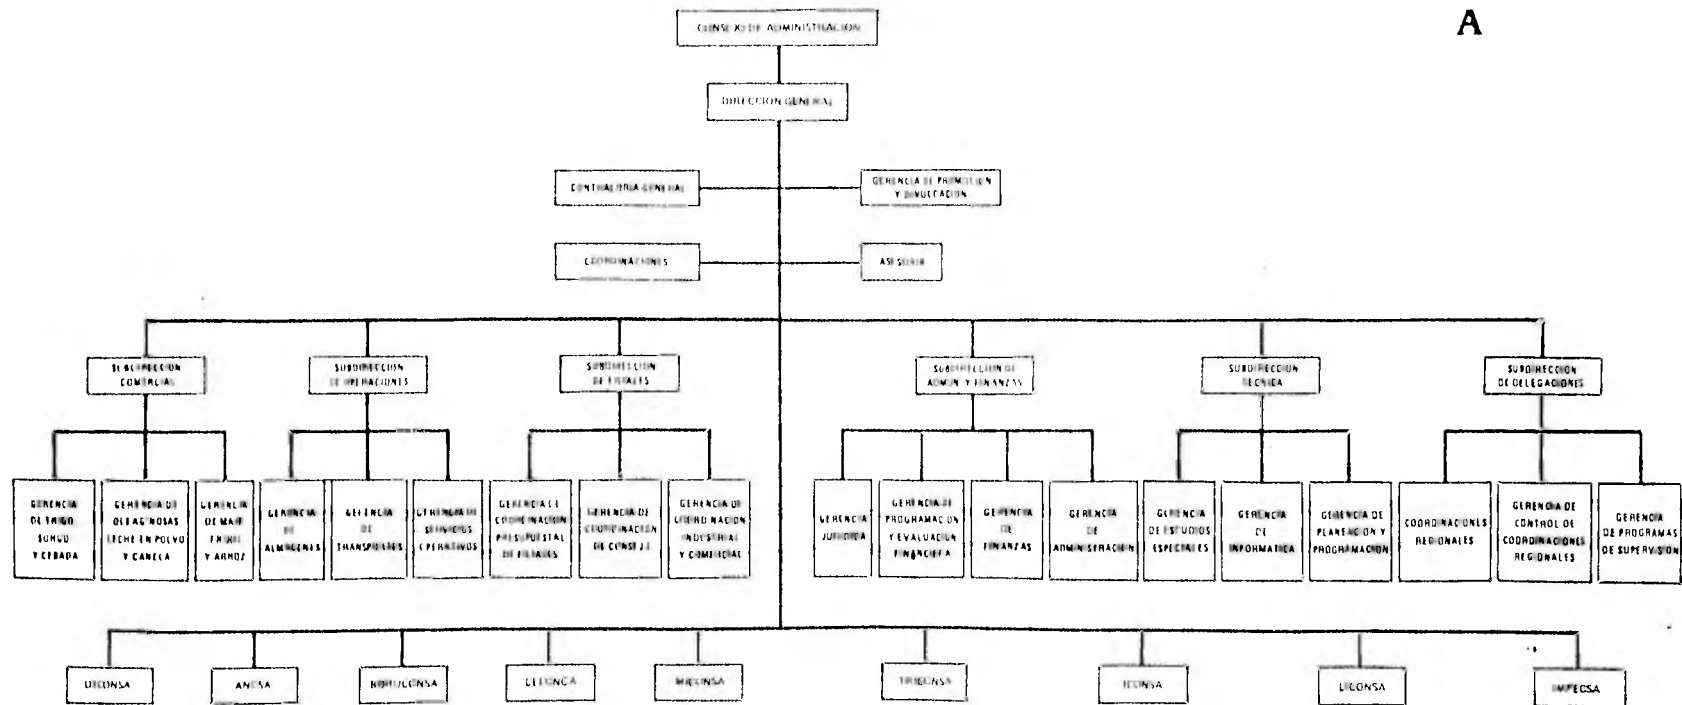 A
CONSEJO DE ADMINISTRACION
DIRECCION GENERAL
CONTRALORIA GENERAL
GERENCIA DE PROMOCION
Y DIVULGACION
COORDINACIONES
ASESORIA
SUBDIRECCION
COMERCIAL
SUBDIRECCION
DE OPERACIONES
SUBDIRECCION
DE FILIALES
SUBDIRECCION DE
ADMON. Y FINANZAS
SUBDIRECCION
TECNICA
SUBDIRECCION
DE DELEGACIONES
GERENCIA
DE TRIGO
SORGO
Y CEBADA
GERENCIA DE
OLEAGINOSAS
LECHE EN POLVO
Y CANELA
GERENCIA
DE MAIZ
FRIJOL
Y ARROZ
GERENCIA
DE
ALMACENES
GERENCIA
DE
TRANSPORTES
GERENCIA DE
SERVICIOS
OPERATIVOS
GERENCIA DE
COORDINACION
PRESUPUESTAL
DE FILIALES
GERENCIA DE
COORDINACION
DE CONSEJO
GERENCIA DE
COORDINACION
INDUSTRIAL
Y COMERCIAL
GERENCIA
JURIDICA
GERENCIA DE
PROGRAMACION
Y EVALUACION
FINANCIERA
GERENCIA
DE
FINANZAS
GERENCIA
DE
ADMINISTRACION
GERENCIA
DE ESTUDIOS
ESPECIALES
GERENCIA
DE
INFORMATICA
GERENCIA DE
PLANEACION Y
PROGRAMACION
COORDINACIONES
REGIONALES
GERENCIA DE
CONTROL DE
COORDINACIONES
REGIONALES
GERENCIA
DE PROGRAMAS
DE SUPERVISION
DICONSA
ANDSA
BORUCONSA
MICONSA
TRICONSA
ICONSA
LICONSA
IMPECSA